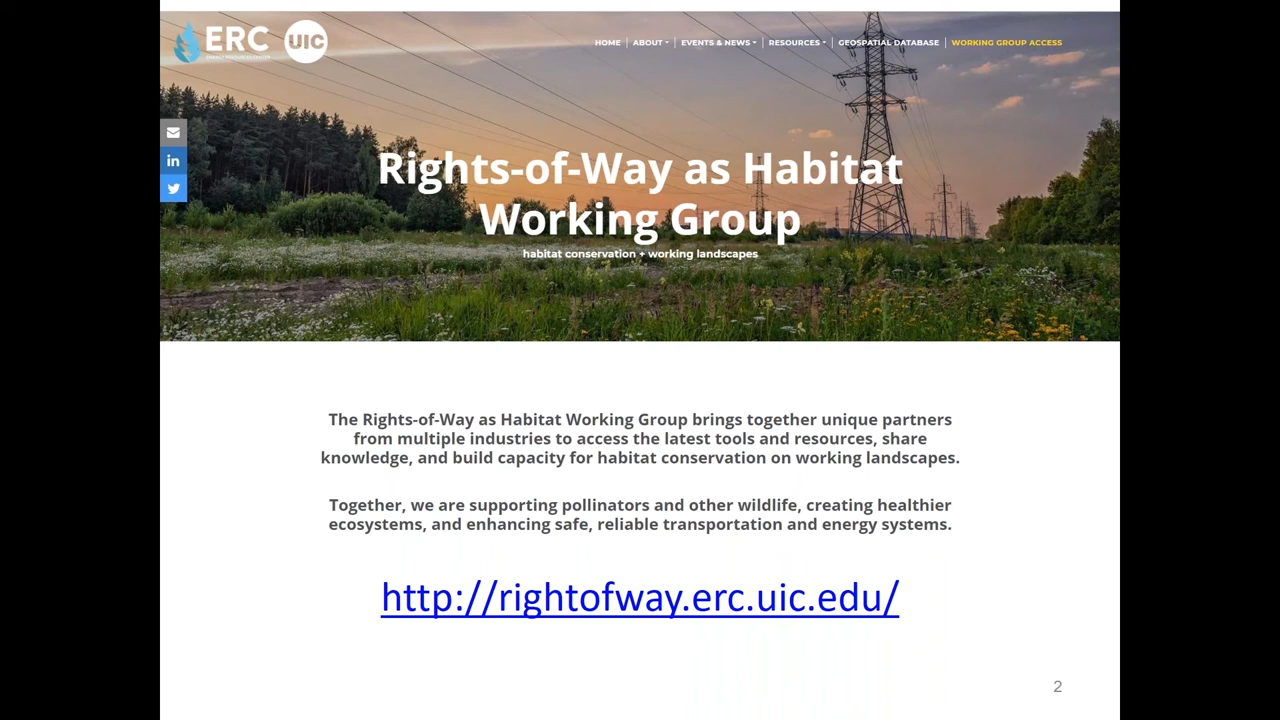 ERC UIC
HOME ABOUT EVENTS & NEWS RESOURCES GEOSPATIAL DATABASE WORKING GROUP ACCESS
in
Rights-of-Way as Habitat
Working Group
habitat conservation + working landscapes
The Rights-of-Way as Habitat Working Group brings together unique partners
from multiple industries to access the latest tools and resources, share
knowledge, and build capacity for habitat conservation on working landscapes.
Together, we are supporting pollinators and other wildlife, creating healthier
ecosystems, and enhancing safe, reliable transportation and energy systems.
http://rightofway.erc.uic.edu/
2